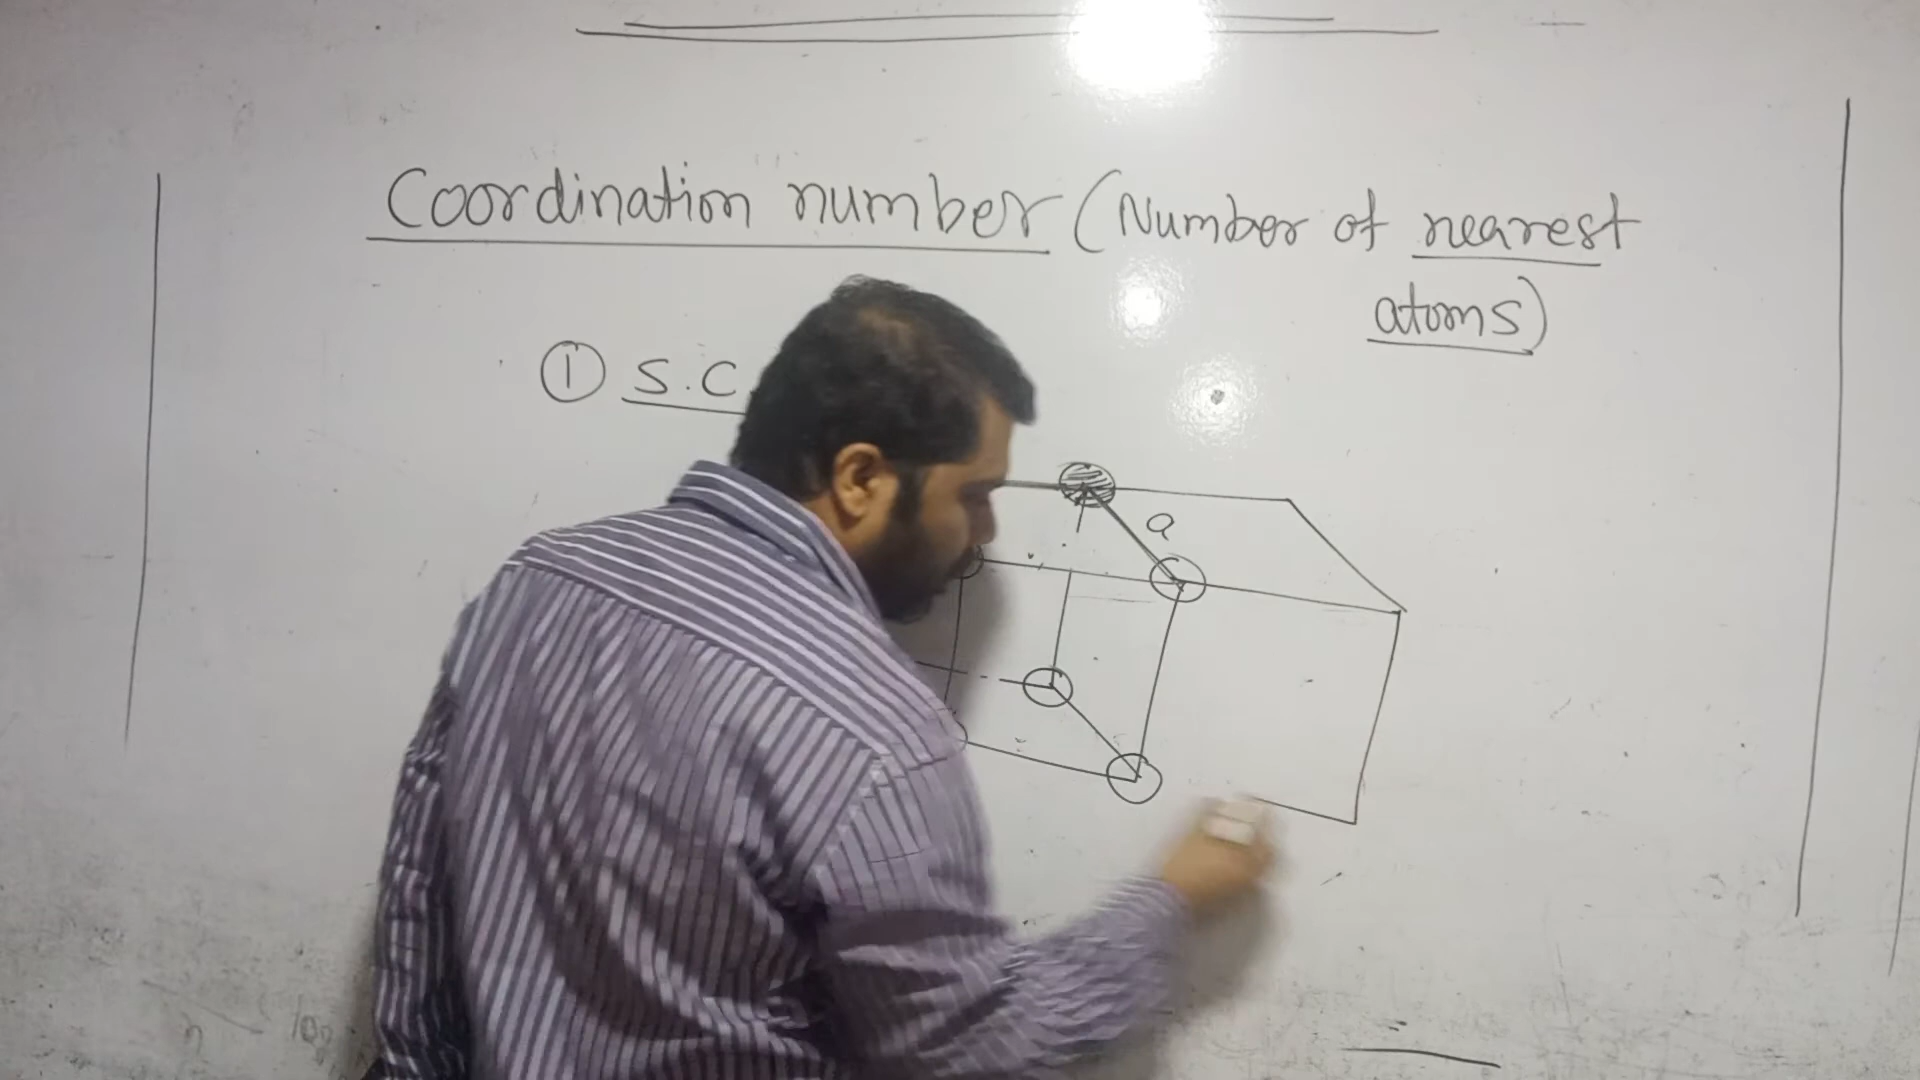 Coordination number (Number of nearest
atoms)
① S.C
a